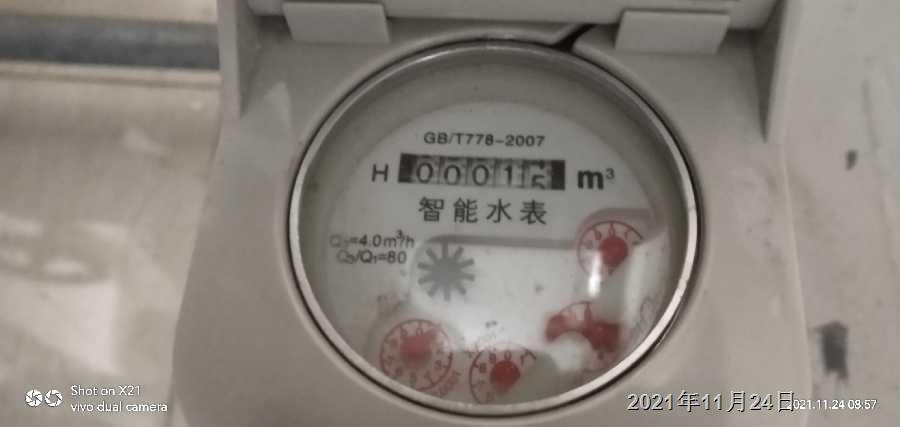 GB/T778-2007
H 00015 m³
智能水表
Q₃=4.0m³/h
Q₃/Q₁=80
Shot on X21
vivo dual camera
2021年11月24日
2021.11.24 08:57